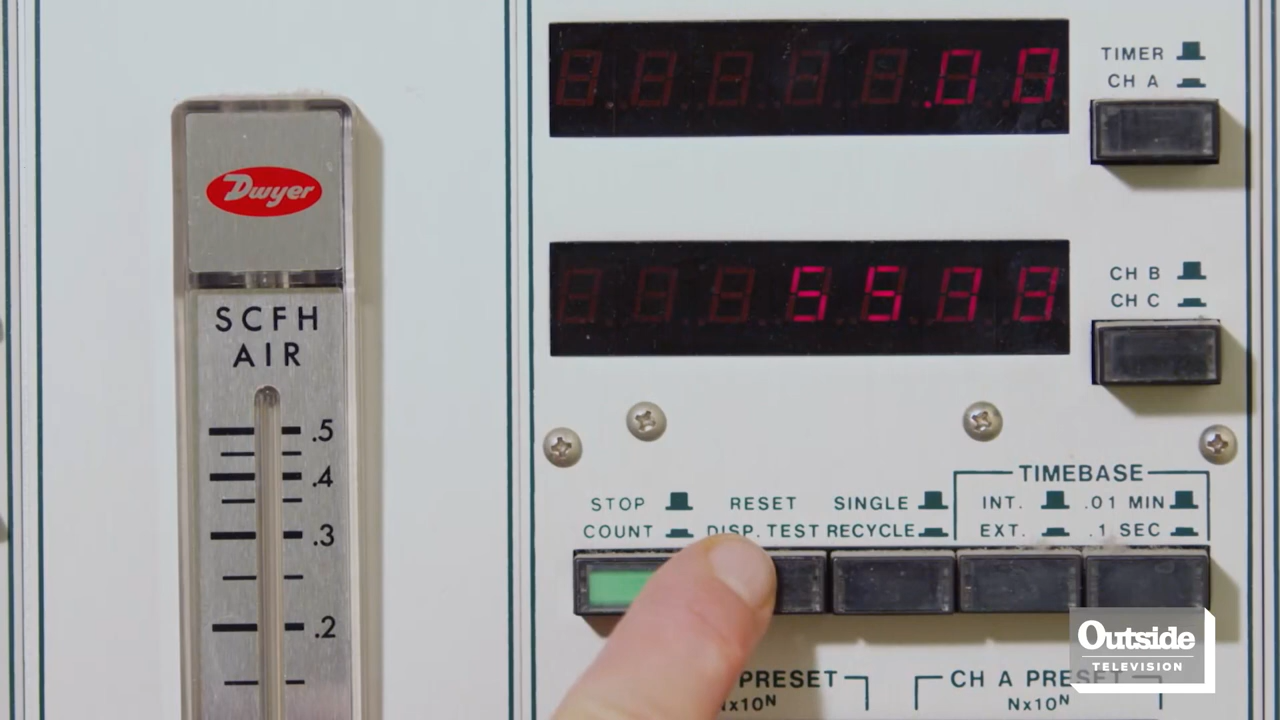 Dwyer
SCFH
AIR
.5
.4
.3
.2
.00
TIMER
CH A
CH B
CH C
TIMEBASE
STOP RESET SINGLE INT. .01 MIN
COUNT DISP. TEST RECYCLE EXT. .1 SEC
PRESET CH A PRESET
Nx10ᴺ Nx10ᴺ
Outside
TELEVISION